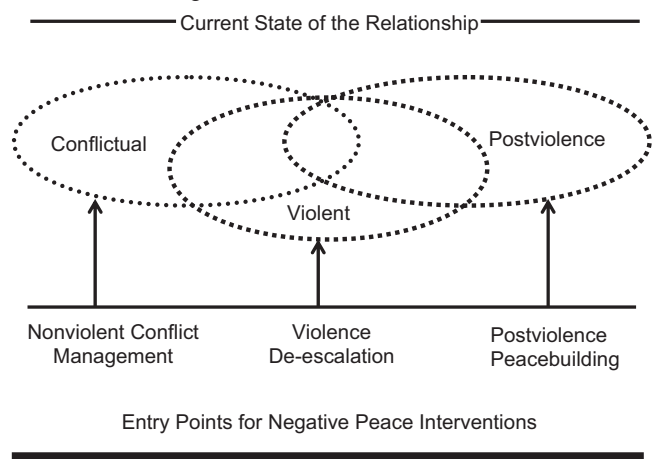 Current State of the Relationship
Conflictual
Postviolence
Violent
Nonviolent Conflict
Management
Violence
De-escalation
Postviolence
Peacebuilding
Entry Points for Negative Peace Interventions